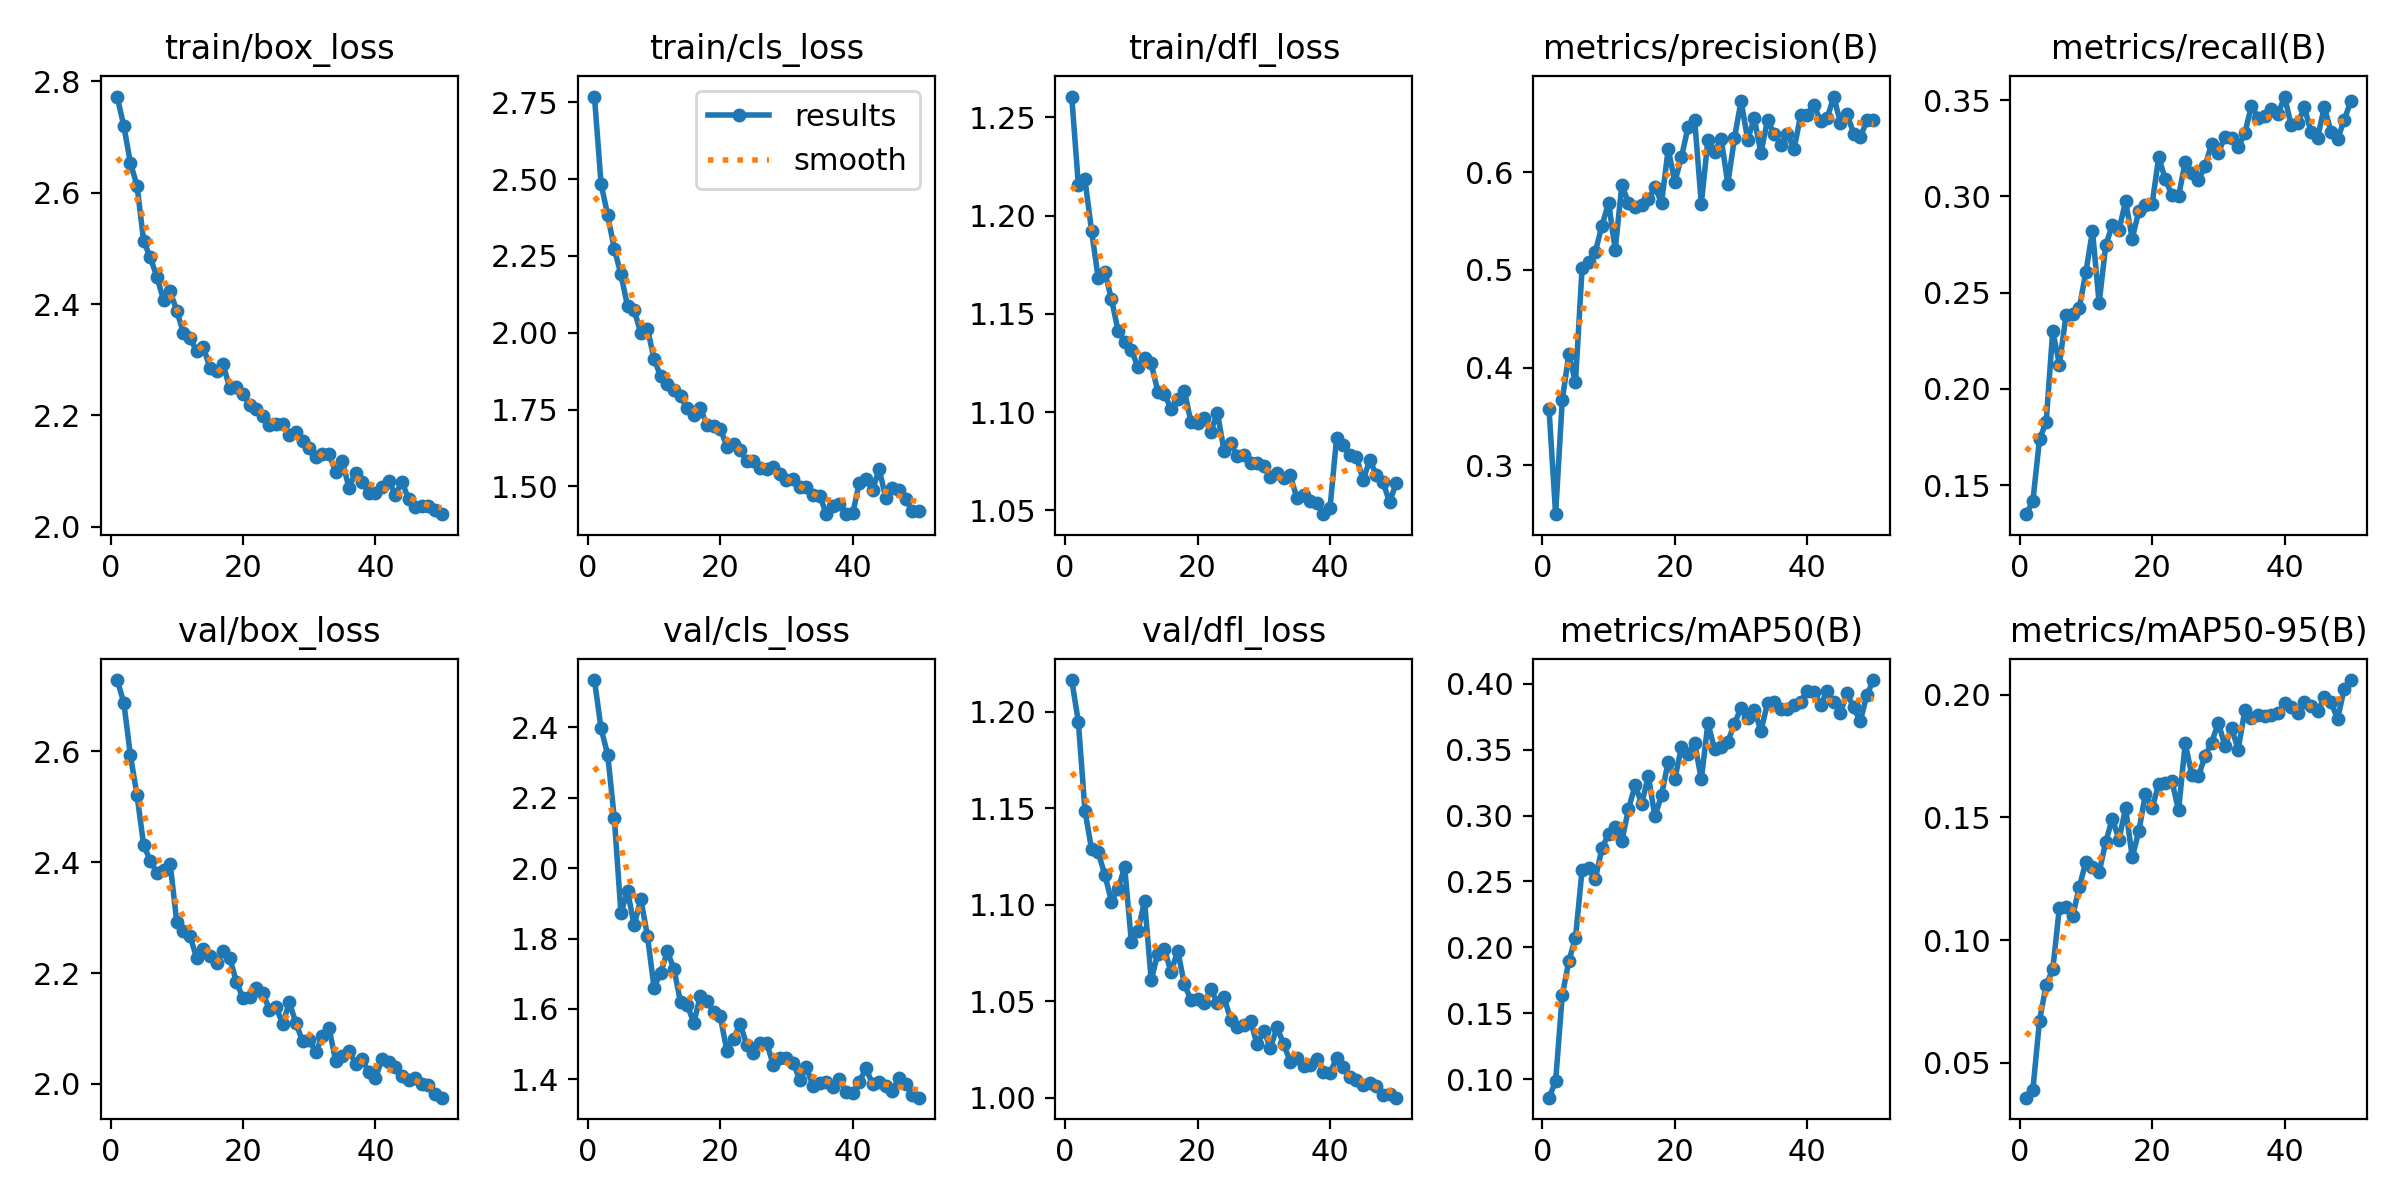 train/box_loss
train/cls_loss
train/dfl_loss
metrics/precision(B)
metrics/recall(B)
2.8
2.6
2.4
2.2
2.0
0 20 40
2.75
2.50
2.25
2.00
1.75
1.50
0 20 40
results
smooth
1.25
1.20
1.15
1.10
1.05
0 20 40
0.6
0.5
0.4
0.3
0 20 40
0.35
0.30
0.25
0.20
0.15
0 20 40
val/box_loss
val/cls_loss
val/dfl_loss
metrics/mAP50(B)
metrics/mAP50-95(B)
2.6
2.4
2.2
2.0
0 20 40
2.4
2.2
2.0
1.8
1.6
1.4
0 20 40
1.20
1.15
1.10
1.05
1.00
0 20 40
0.40
0.35
0.30
0.25
0.20
0.15
0.10
0 20 40
0.20
0.15
0.10
0.05
0 20 40